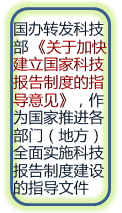 国办转发科技
部《关于加快
建立国家科技
报告制度的指
导意见》，作
为国家推进各
部门（地方）
全面实施科技
报告制度建设
的指导文件